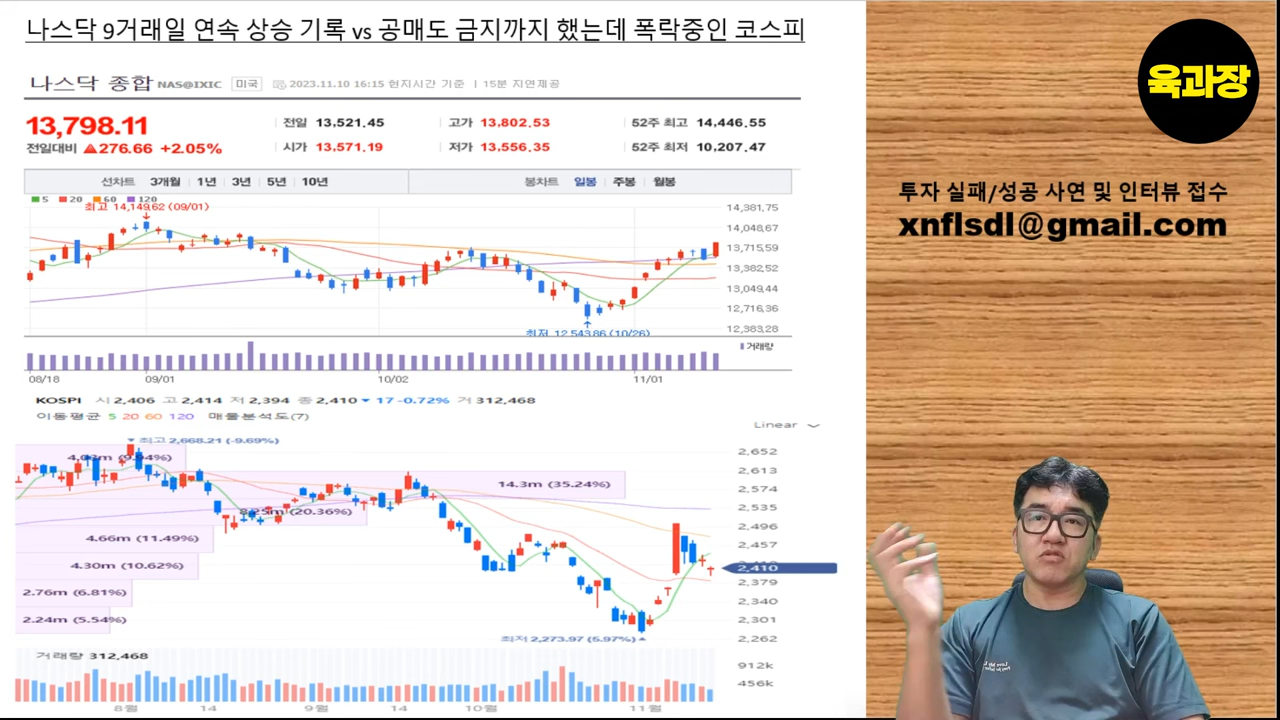 나스닥 9거래일 연속 상승 기록 vs 공매도 금지까지 했는데 폭락중인 코스피
육과장
나스닥 종합 NAS@IXIC 미국 2023.11.10 16:15 현지시간 기준 | 15분 지연제공
13,798.11
전일대비 ▲276.66 +2.05%
전일 13,521.45 고가 13,802.53 52주 최고 14,446.55
시가 13,571.19 저가 13,556.35 52주 최저 10,207.47
선차트 3개월 1년 3년 5년 10년 봉차트 일봉 주봉 월봉
5 20 60 120
최고 14,149.62 (09/01)
14,381.75
14,048.67
13,715.59
13,382.52
13,049.44
12,716.36
12,383.28
최저 12,543.86 (10/26)
거래량
08/18 09/01 10/02 11/01
투자 실패/성공 사연 및 인터뷰 접수
xnflsdl@gmail.com
KOSPI 시 2,406 고 2,414 저 2,394 종 2,410 ▼ 17 -0.72% 거 312,468
이동평균 5 20 60 120 매물분석도(7)
Linear
최고 2,668.21 (-9.69%)
14.3m (35.24%)
8.25m (20.36%)
4.66m (11.49%)
4.30m (10.62%)
2.76m (6.81%)
2.24m (5.54%)
2,652
2,613
2,574
2,535
2,496
2,457
2,410
2,379
2,340
2,301
2,262
최저 2,273.97 (5.97%)
거래량 312,468
912k
456k
8월 14 9월 14 10월 11월